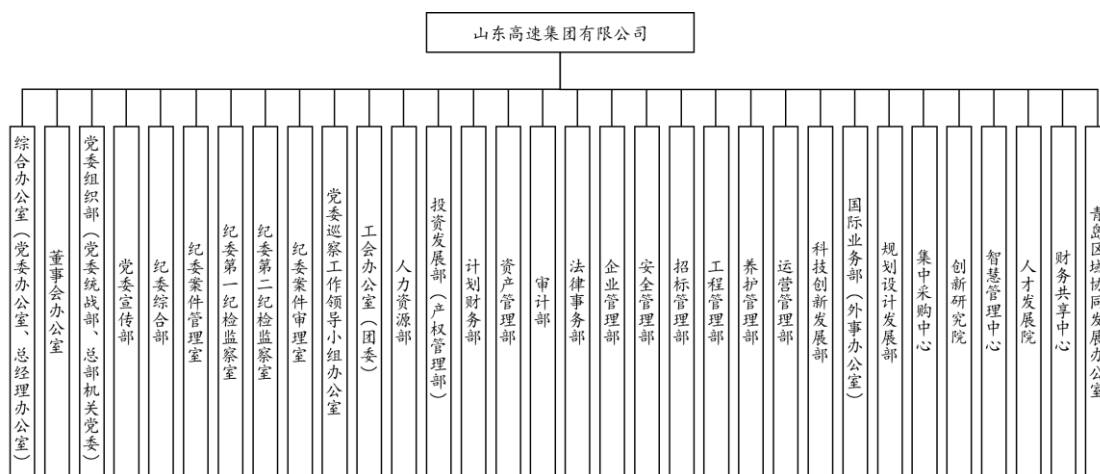 山东高速集团有限公司
综合办公室（党委办公室、总经理办公室）
董事会办公室
党委组织部（党委统战部、总部机关党委）
党委宣传部
纪委综合部
纪委案件管理室
纪委第一纪检监察室
纪委第二纪检监察室
纪委案件审理室
党委巡察工作领导小组办公室
工会办公室（团委）
人力资源部
投资发展部（产权管理部）
计划财务部
资产管理部
审计部
法律事务部
企业管理部
安全管理部
招标管理部
工程管理部
养护管理部
运营管理部
科技创新发展部
国际业务部（外事办公室）
规划设计发展部
集中采购中心
创新研究院
智慧管理中心
人才发展院
财务共享中心
青岛区域协同发展办公室